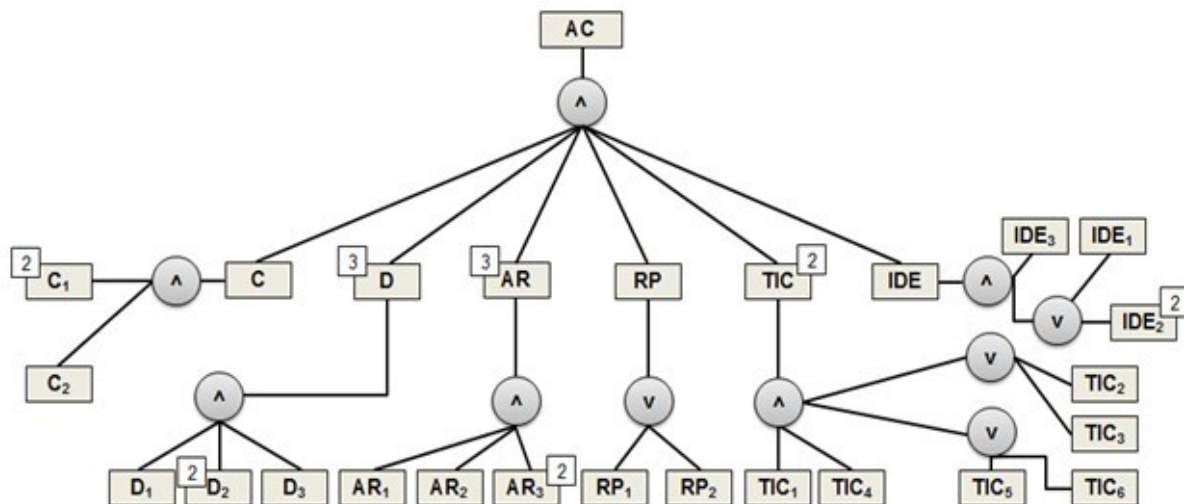 AC
^
IDE₃ IDE₁
2 C₁ ^ C 3 D 3 AR RP TIC 2 IDE ^
v IDE₂ 2
C₂
^ ^ v ^ v TIC₂
v TIC₃
D₁ 2 D₂ D₃ AR₁ AR₂ AR₃ 2 RP₁ RP₂ TIC₁ TIC₄ TIC₅ TIC₆